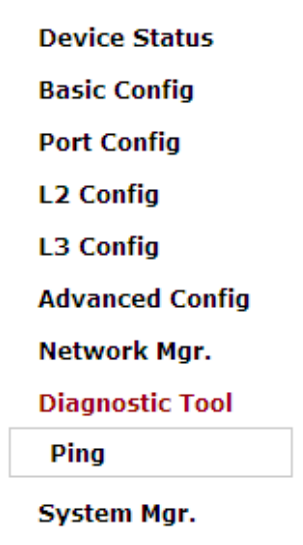 Device Status
Basic Config
Port Config
L2 Config
L3 Config
Advanced Config
Network Mgr.
Diagnostic Tool
Ping
System Mgr.